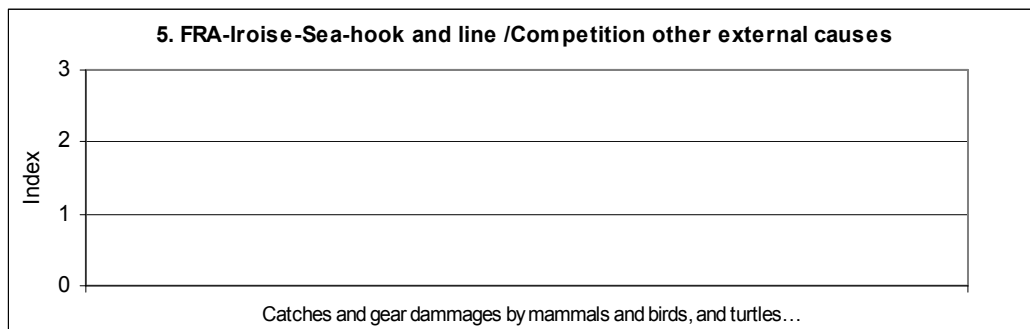 5. FRA-Iroise-Sea-hook and line /Competition other external causes
3
2
1
0
Index
Catches and gear dammages by mammals and birds, and turtles…